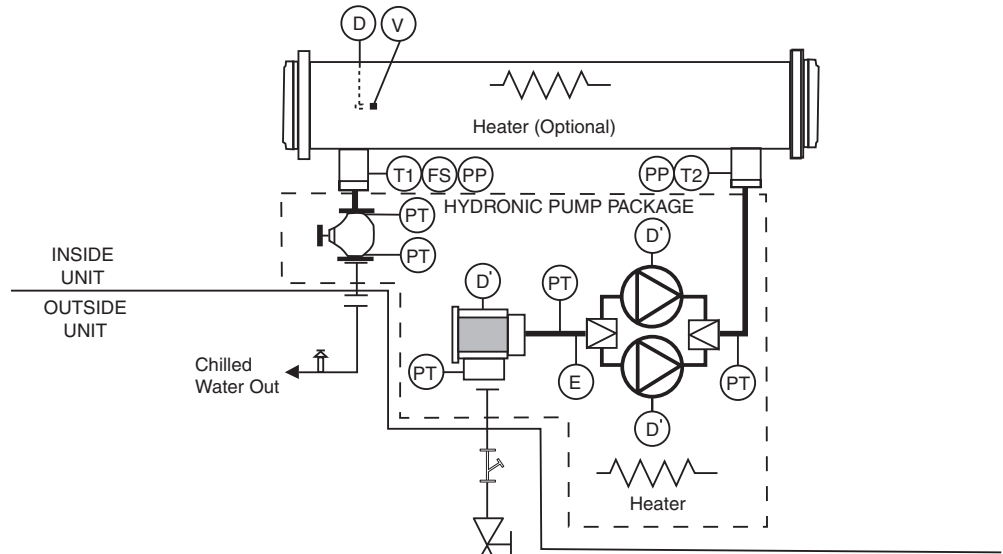 D V
Heater (Optional)
T1 FS PP
PP T2
HYDRONIC PUMP PACKAGE
PT
D'
PT
INSIDE
UNIT
D'
PT
OUTSIDE
UNIT
Chilled
Water Out
PT
E
PT
D'
Heater